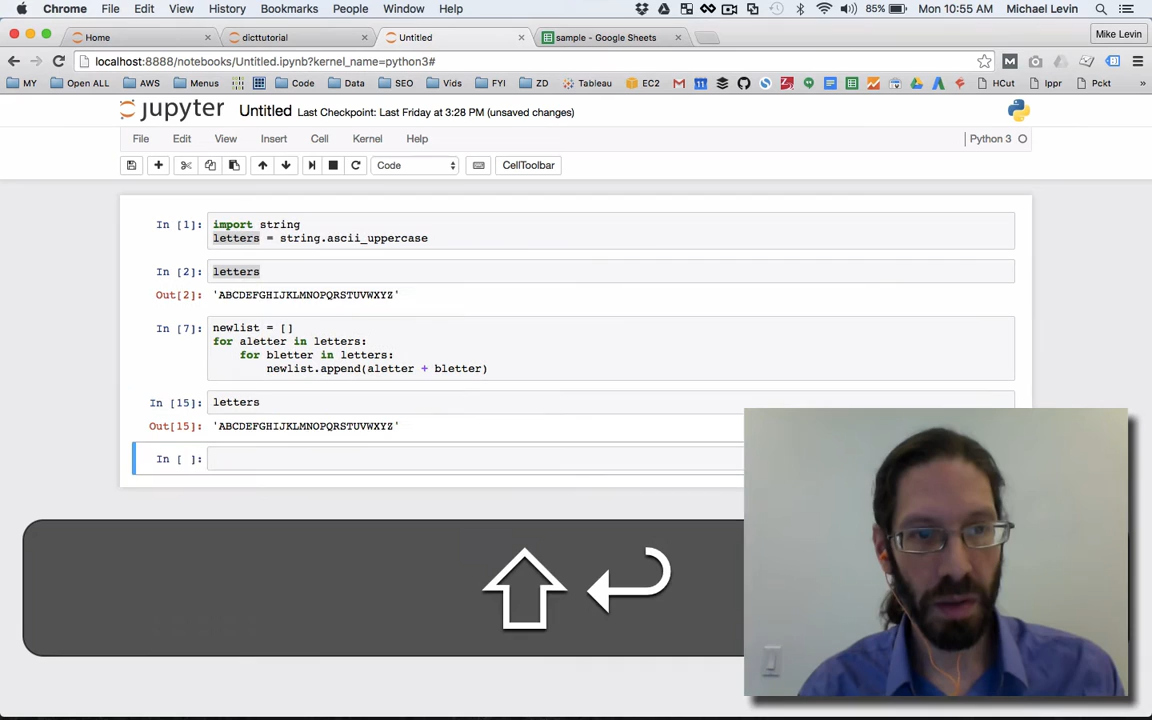 Chrome File Edit View History Bookmarks People Window Help 85% Mon 10:55 AM Michael Levin
Home dicttutorial Untitled sample - Google Sheets Mike Levin
localhost:8888/notebooks/Untitled.ipynb?kernel_name=python3#
MY Open ALL AWS Menus Code Data SEO Vids FYI ZD Tableau EC2 HCut Ippr Pckt »
jupyter Untitled Last Checkpoint: Last Friday at 3:28 PM (unsaved changes)
File Edit View Insert Cell Kernel Help Python 3
Code CellToolbar
In [1]: import string
letters = string.ascii_uppercase
In [2]: letters
Out[2]: 'ABCDEFGHIJKLMNOPQRSTUVWXYZ'
In [7]: newlist = []
for aletter in letters:
for bletter in letters:
newlist.append(aletter + bletter)
In [15]: letters
Out[15]: 'ABCDEFGHIJKLMNOPQRSTUVWXYZ'
In [ ]: